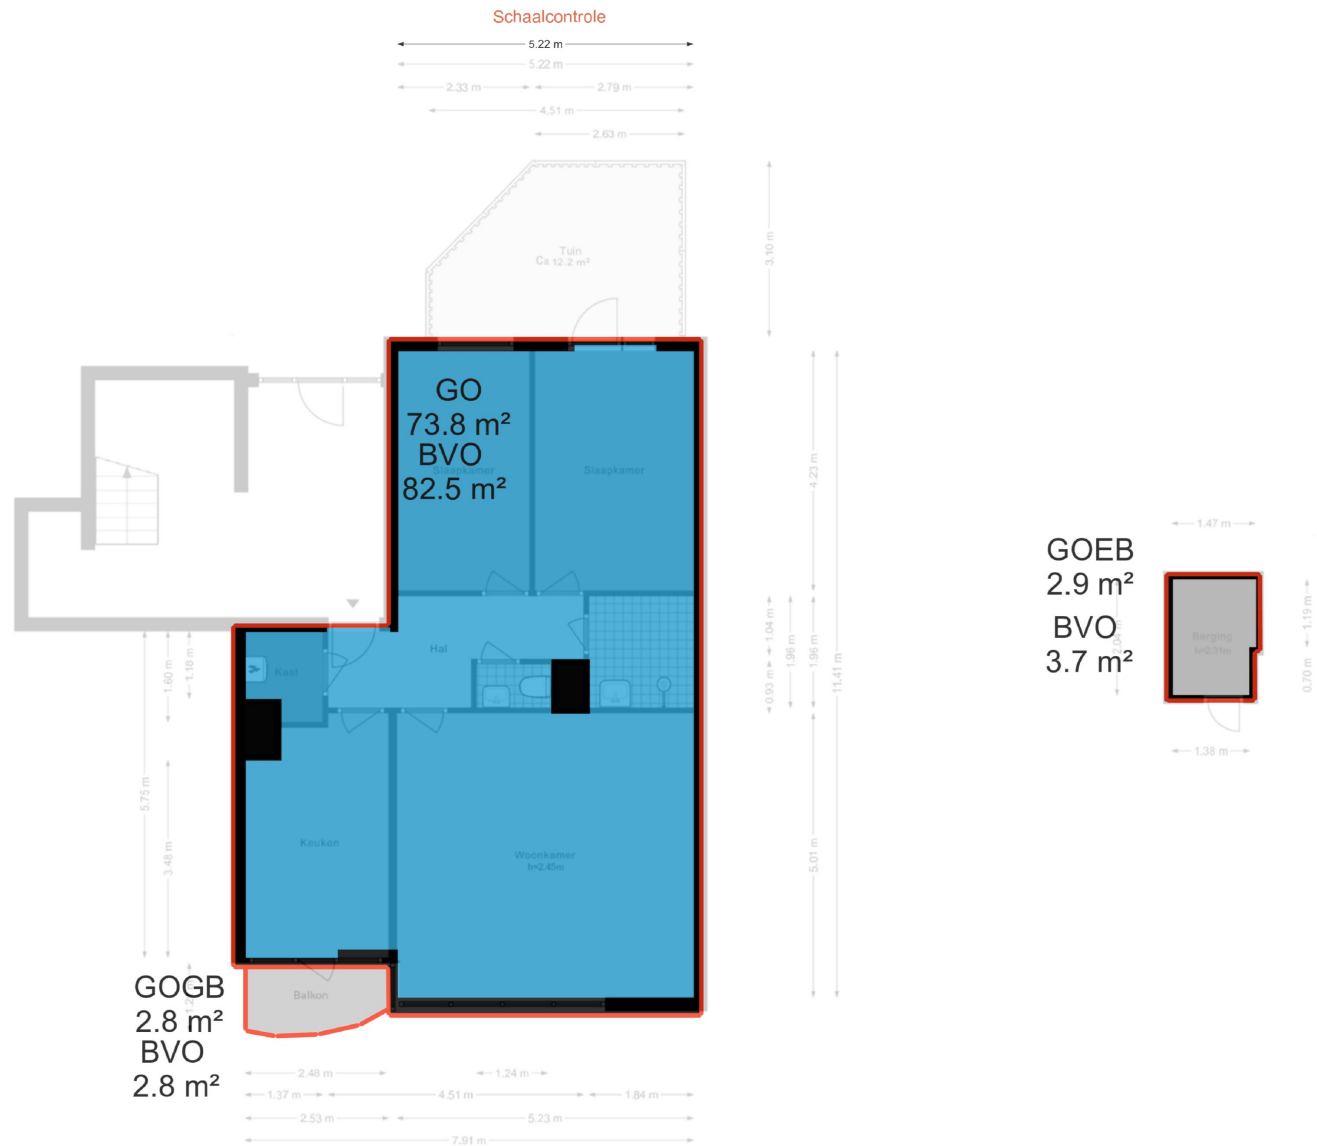 Schaalcontrole
5.22 m
5.22 m
2.33 m
2.79 m
4.51 m
2.63 m
3.10 m
Tuin
Ca 12.2 m²
GO
73.8 m²
BVO
82.5 m²
Slaapkamer
Slaapkamer
4.23 m
1.47 m
GOEB
2.9 m²
BVO
3.7 m²
2.04 m
Berging
h=2.31m
1.19 m
0.70 m
1.38 m
Hal
Kast
1.04 m
1.96 m
1.96 m
0.93 m
11.41 m
1.60 m
1.18 m
5.75 m
3.48 m
Keuken
Woonkamer
h=2.45m
5.01 m
GOGB
2.8 m²
BVO
2.8 m²
Balkon
2.48 m
1.24 m
1.37 m
4.51 m
1.84 m
2.53 m
5.23 m
7.91 m